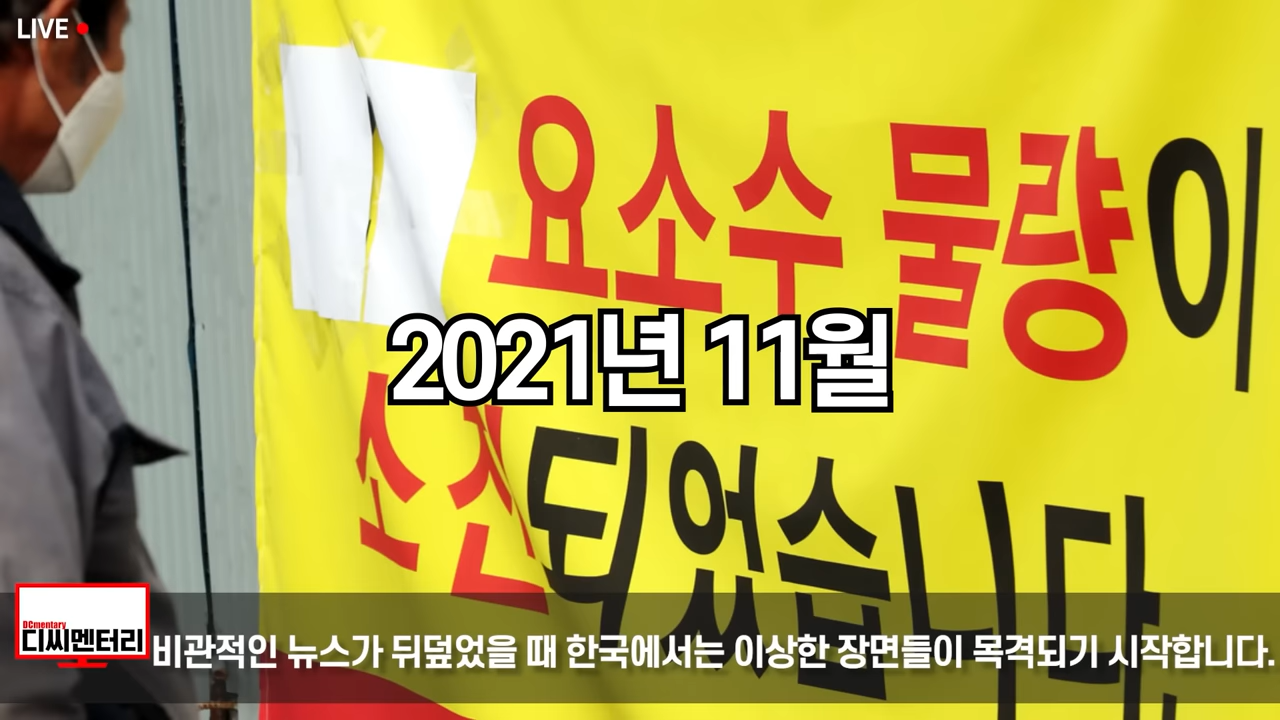 LIVE
요소수 물량이
2021년 11월
소진되었습니다.
DCmentary
디씨멘터리
비관적인 뉴스가 뒤덮었을 때 한국에서는 이상한 장면들이 목격되기 시작합니다.